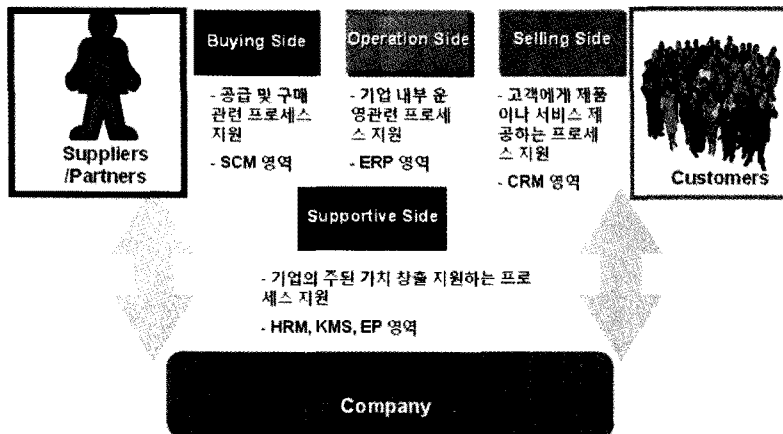 Buying Side
- 공급 및 구매
관련 프로세스
지원
- SCM 영역
Operation Side
- 기업 내부 운
영관련 프로세
스 지원
- ERP 영역
Selling Side
- 고객에게 제품
이나 서비스 제
공하는 프로세
스 지원
- CRM 영역
Suppliers
/Partners
Customers
Supportive Side
- 기업의 주된 가치 창출 지원하는 프로
세스 지원
- HRM, KMS, EP 영역
Company